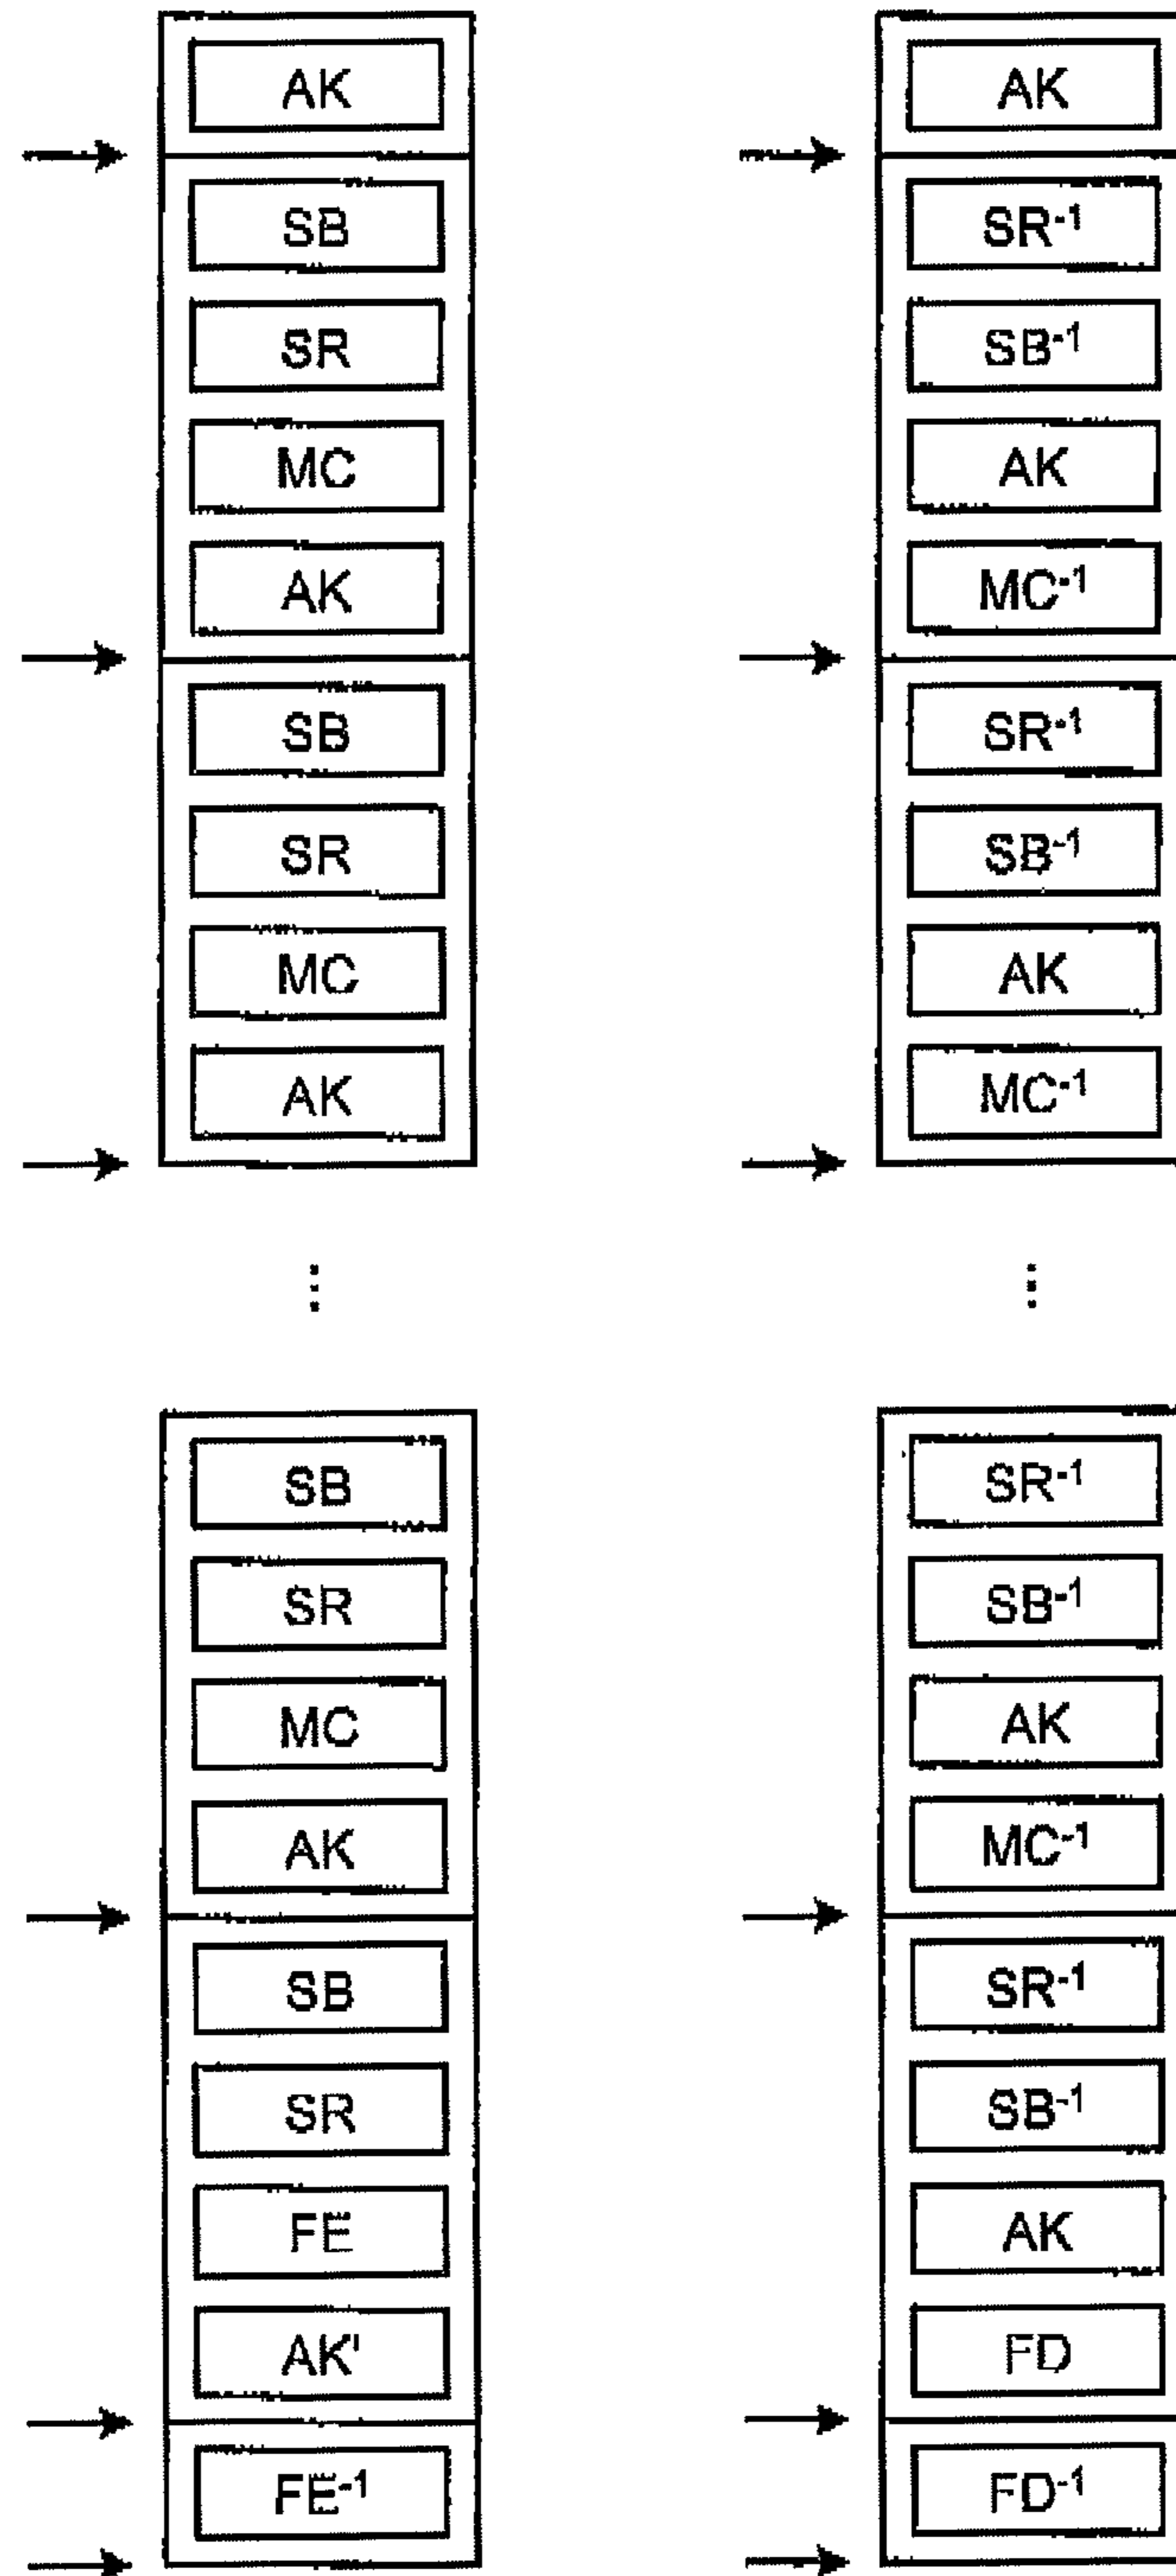 AK
SB
SR
MC
AK
SB
SR
MC
AK
⋮
SB
SR
MC
AK
SB
SR
FE
AK'
FE-1
AK
SR-1
SB-1
AK
MC-1
SR-1
SB-1
AK
MC-1
⋮
SR-1
SB-1
AK
MC-1
SR-1
SB-1
AK
FD
FD-1